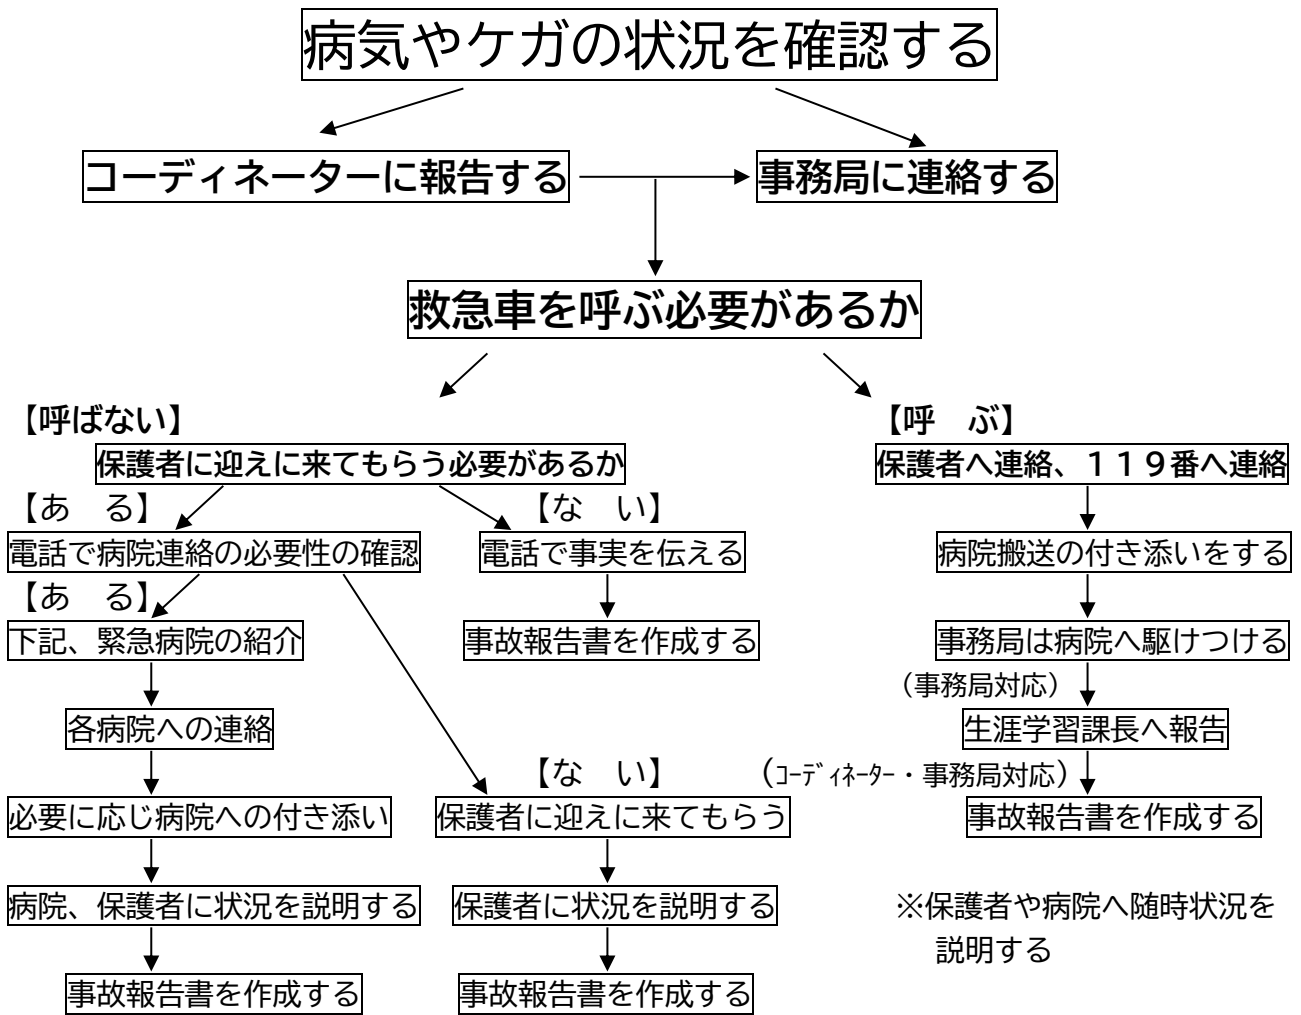 病気やケガの状況を確認する
コーディネーターに報告する
事務局に連絡する
救急車を呼ぶ必要があるか
【呼ばない】
【呼　ぶ】
保護者に迎えに来てもらう必要があるか
保護者へ連絡、１１９番へ連絡
【あ　る】
【な　い】
電話で病院連絡の必要性の確認
電話で事実を伝える
病院搬送の付き添いをする
【あ　る】
下記、緊急病院の紹介
事故報告書を作成する
事務局は病院へ駆けつける
（事務局対応）
各病院への連絡
生涯学習課長へ報告
【な　い】
（ｺｰﾃﾞｨﾈｰﾀｰ・事務局対応）
必要に応じ病院への付き添い
保護者に迎えに来てもらう
事故報告書を作成する
病院、保護者に状況を説明する
保護者に状況を説明する
※保護者や病院へ随時状況を
説明する
事故報告書を作成する
事故報告書を作成する